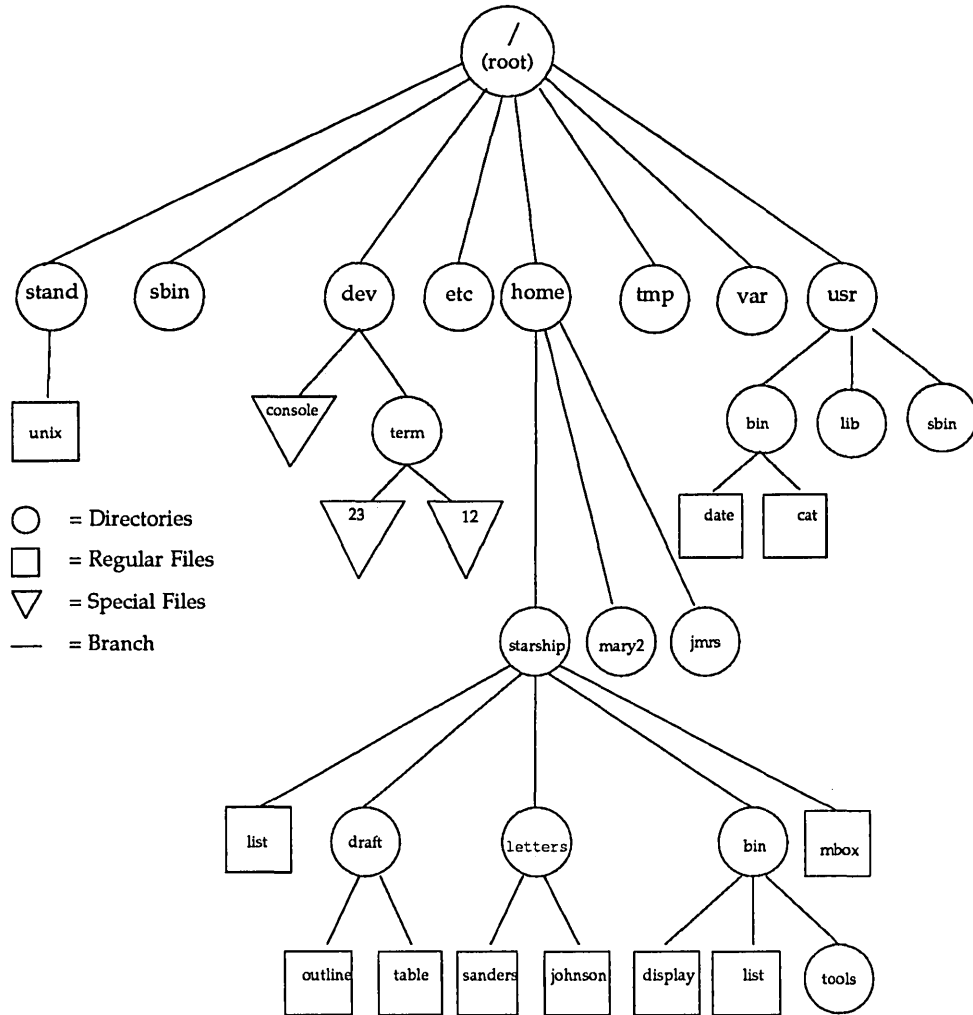 /
(root)
stand
sbin
dev
etc
home
tmp
var
usr
unix
console
term
bin
lib
sbin
23
12
date
cat
= Directories
= Regular Files
= Special Files
= Branch
starship
mary2
jmrs
list
draft
letters
bin
mbox
outline
table
sanders
johnson
display
list
tools